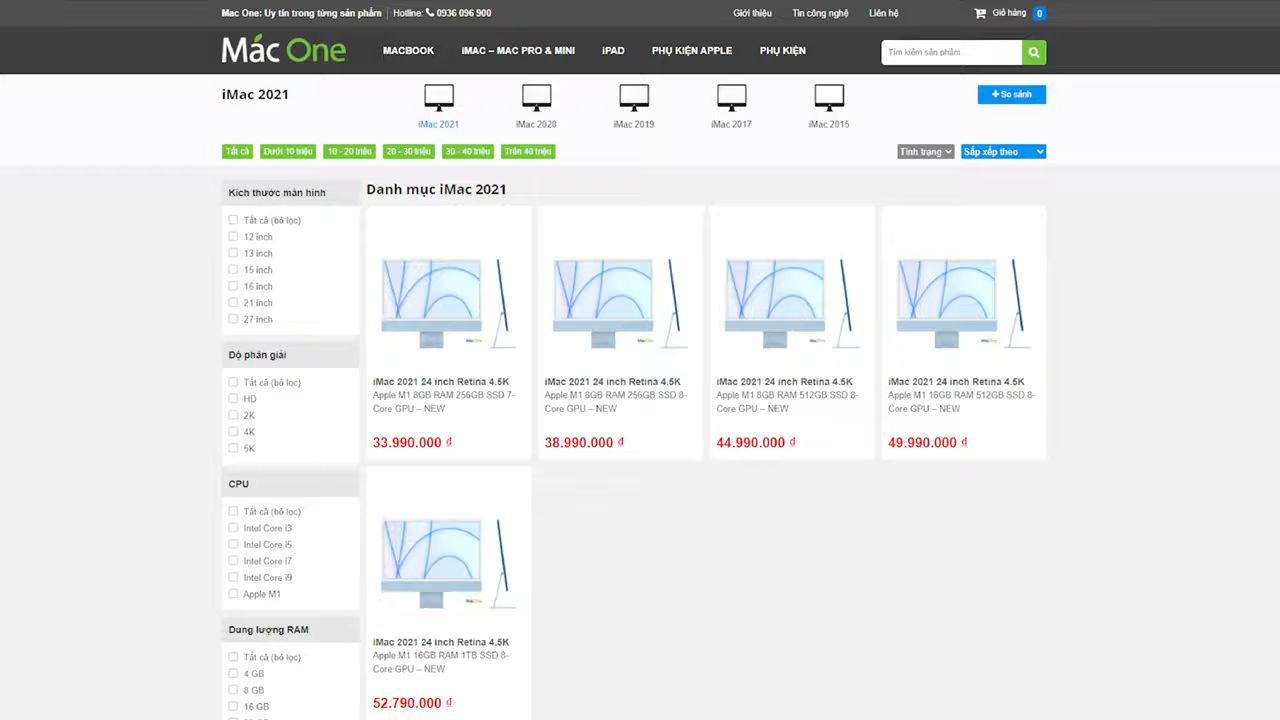 Mac One: Uy tín trong từng sản phẩm
Hotline: 0936 096 900
Giới thiệu
Tin công nghệ
Liên hệ
Giỏ hàng 0
Mac One
MACBOOK
iMAC – MAC PRO & MINI
iPAD
PHỤ KIỆN APPLE
PHỤ KIỆN
Tìm kiếm sản phẩm...
iMac 2021
iMac 2021
iMac 2020
iMac 2019
iMac 2017
iMac 2015
So sánh
Tất cả
Dưới 10 triệu
10 - 20 triệu
20 - 30 triệu
30 - 40 triệu
Trên 40 triệu
Tình trạng
Sắp xếp theo
Kích thước màn hình
Tất cả (bỏ lọc)
12 inch
13 inch
15 inch
16 inch
21 inch
27 inch
Độ phân giải
Tất cả (bỏ lọc)
HD
2K
4K
5K
CPU
Tất cả (bỏ lọc)
Intel Core i3
Intel Core i5
Intel Core i7
Intel Core i9
Apple M1
Dung lượng RAM
Tất cả (bỏ lọc)
4 GB
8 GB
16 GB
Danh mục iMac 2021
Mac One
iMac 2021 24 inch Retina 4.5K
Apple M1 8GB RAM 256GB SSD 7-
Core GPU – NEW
33.990.000 ₫
Mac One
iMac 2021 24 inch Retina 4.5K
Apple M1 8GB RAM 256GB SSD 8-
Core GPU – NEW
38.990.000 ₫
Mac One
iMac 2021 24 inch Retina 4.5K
Apple M1 8GB RAM 512GB SSD 8-
Core GPU – NEW
44.990.000 ₫
Mac One
iMac 2021 24 inch Retina 4.5K
Apple M1 16GB RAM 512GB SSD 8-
Core GPU – NEW
49.990.000 ₫
Mac One
iMac 2021 24 inch Retina 4.5K
Apple M1 16GB RAM 1TB SSD 8-
Core GPU – NEW
52.790.000 ₫